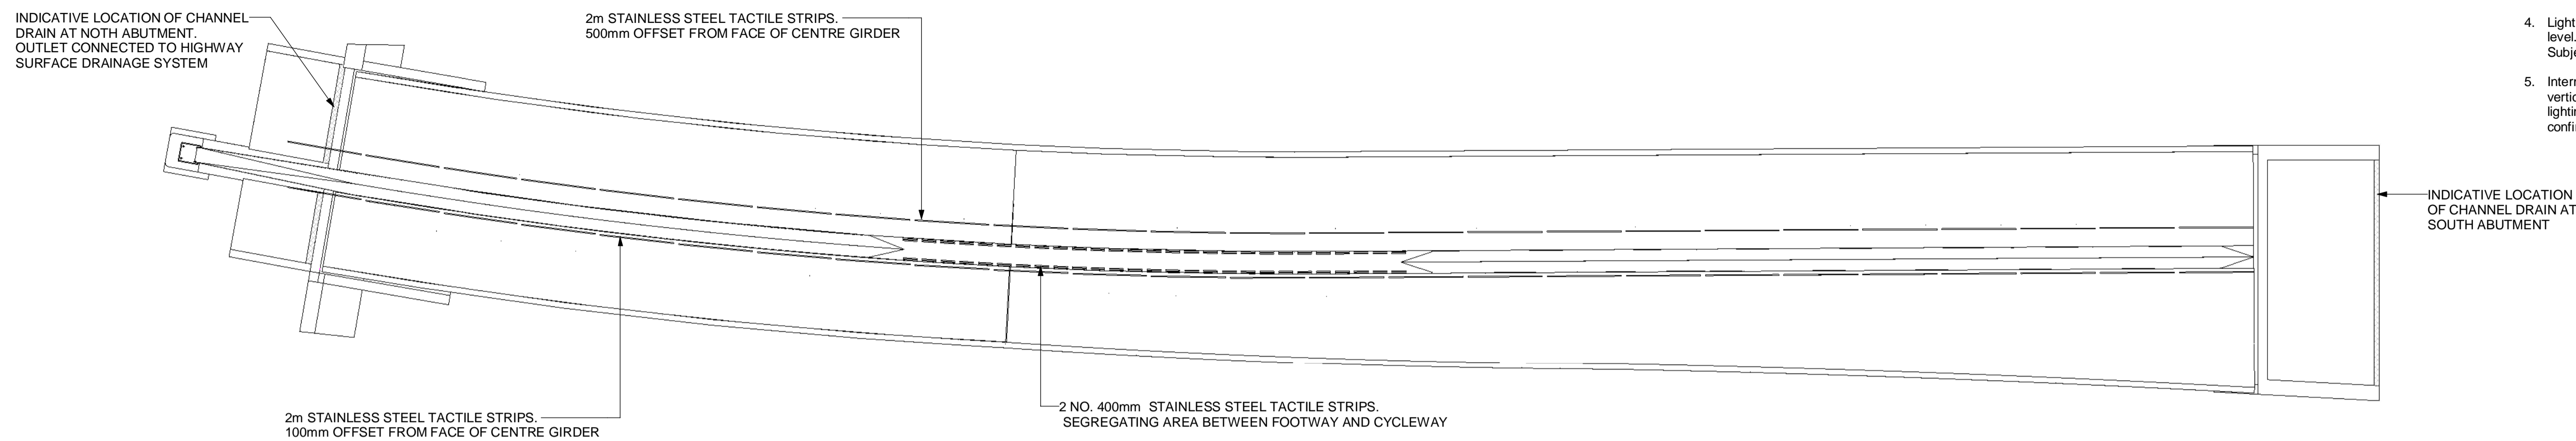 INDICATIVE LOCATION OF CHANNEL
DRAIN AT NOTH ABUTMENT.
OUTLET CONNECTED TO HIGHWAY
SURFACE DRAINAGE SYSTEM
2m STAINLESS STEEL TACTILE STRIPS.
500mm OFFSET FROM FACE OF CENTRE GIRDER
4. Light
level.
Subje
5. Intern
vertic
lightin
confi
INDICATIVE LOCATION
OF CHANNEL DRAIN AT
SOUTH ABUTMENT
2m STAINLESS STEEL TACTILE STRIPS.
100mm OFFSET FROM FACE OF CENTRE GIRDER
2 NO. 400mm STAINLESS STEEL TACTILE STRIPS.
SEGREGATING AREA BETWEEN FOOTWAY AND CYCLEWAY